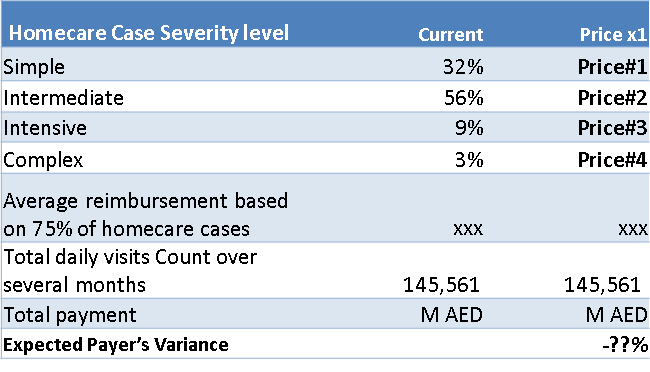 Homecare Case Severity level Current Price x1
Simple 32% Price#1
Intermediate 56% Price#2
Intensive 9% Price#3
Complex 3% Price#4
Average reimbursement based
on 75% of homecare cases xxx xxx
Total daily visits Count over
several months 145,561 145,561
Total payment M AED M AED
Expected Payer's Variance -??%